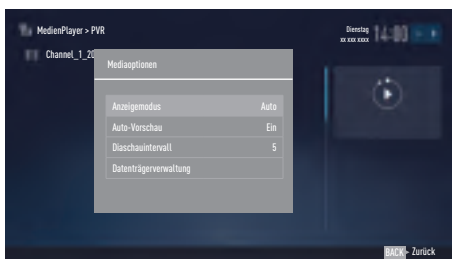 MedienPlayer > PVR
Dienstag
xx xxx xxxx
14:00
Channel_1_20
Mediaoptionen
Anzeigemodus Auto
Auto-Vorschau Ein
Diaschauintervall 5
Datenträgerverwaltung
BACK Zurück